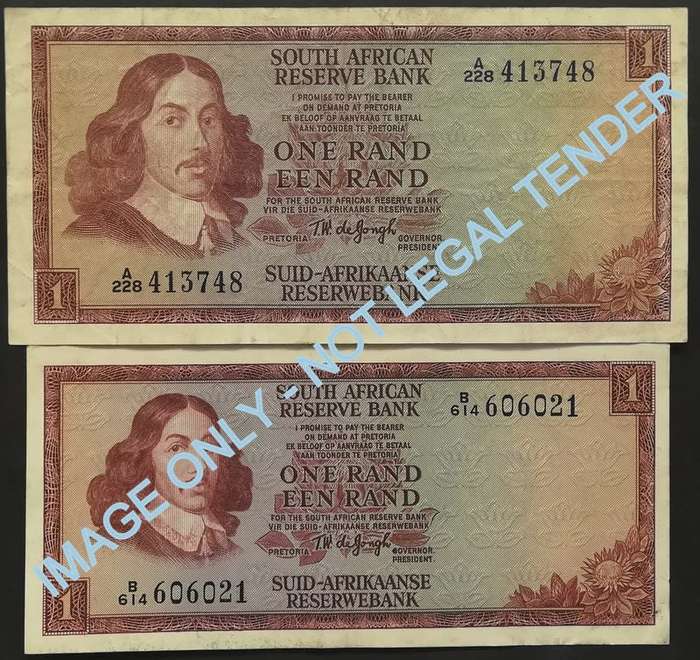 1
SOUTH AFRICAN
RESERVE BANK
A/228 413748
I PROMISE TO PAY THE BEARER
ON DEMAND AT PRETORIA
EK BELOOF OP AANVRAAG TE BETAAL
AAN TOONDER TE PRETORIA
ONE RAND
EEN RAND
FOR THE SOUTH AFRICAN RESERVE BANK
VIR DIE SUID-AFRIKAANSE RESERWEBANK
T.W. de Jongh
PRETORIA
GOVERNOR
PRESIDENT.
A/228 413748
SUID-AFRIKAANSE
RESERWEBANK
1
IMAGE ONLY - NOT LEGAL TENDER
1
SOUTH AFRICAN
RESERVE BANK
B/614 606021
I PROMISE TO PAY THE BEARER
ON DEMAND AT PRETORIA
EK BELOOF OP AANVRAAG TE BETAAL
AAN TOONDER TE PRETORIA
ONE RAND
EEN RAND
FOR THE SOUTH AFRICAN RESERVE BANK
VIR DIE SUID-AFRIKAANSE RESERWEBANK
T.W. de Jongh
PRETORIA
GOVERNOR
PRESIDENT.
B/614 606021
SUID-AFRIKAANSE
RESERWEBANK
1